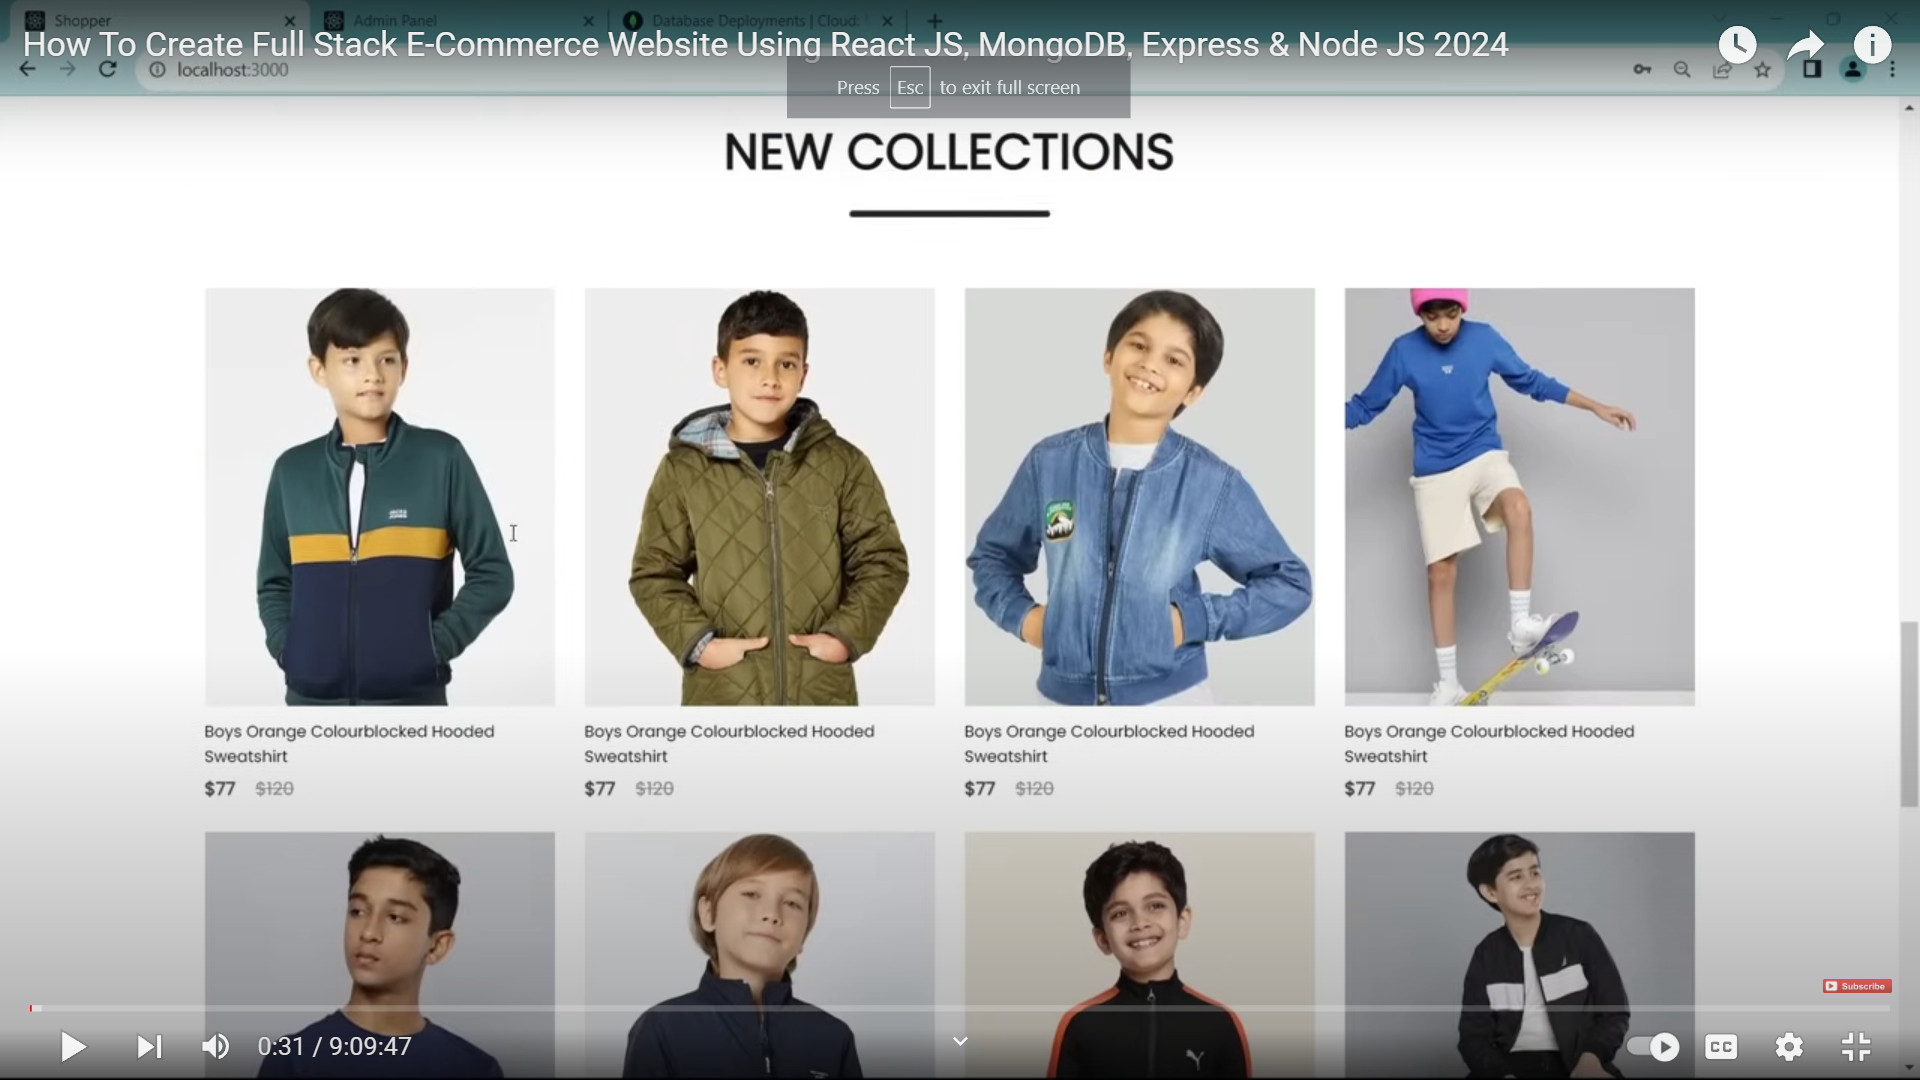 Shopper
Admin Panel
Database Deployments | Cloud:
How To Create Full Stack E-Commerce Website Using React JS, MongoDB, Express & Node JS 2024
localhost:3000
Press Esc to exit full screen
NEW COLLECTIONS
JACK& JONES
Boys Orange Colourblocked Hooded Sweatshirt
$77 $120
Boys Orange Colourblocked Hooded Sweatshirt
$77 $120
Boys Orange Colourblocked Hooded Sweatshirt
$77 $120
Boys Orange Colourblocked Hooded Sweatshirt
$77 $120
Subscribe
0:31 / 9:09:47
CC